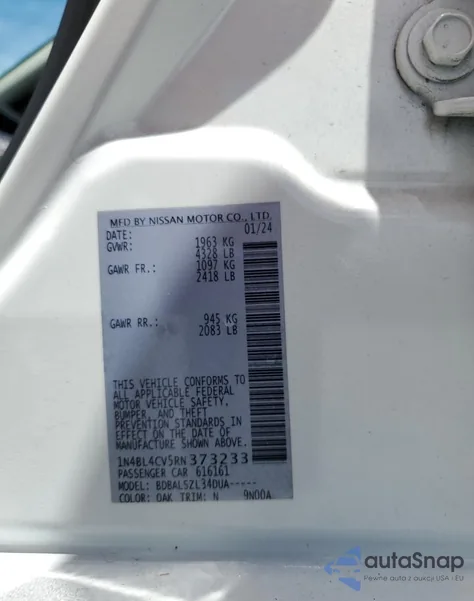 MFD BY NISSAN MOTOR CO., LTD.
DATE: 01/24
GVWR: 1963 KG
4328 LB
GAWR FR.: 1097 KG
2418 LB
GAWR RR.: 945 KG
2083 LB
THIS VEHICLE CONFORMS TO
ALL APPLICABLE FEDERAL
MOTOR VEHICLE SAFETY,
BUMPER, AND THEFT
PREVENTION STANDARDS IN
EFFECT ON THE DATE OF
MANUFACTURE SHOWN ABOVE.
1N4BL4CV5RN373233
PASSENGER CAR 616161
MODEL: BDBALSZL34DUA-----
COLOR: QAK TRIM: N 9N00A
autoSnap
Pewne auta z aukcji USA i EU